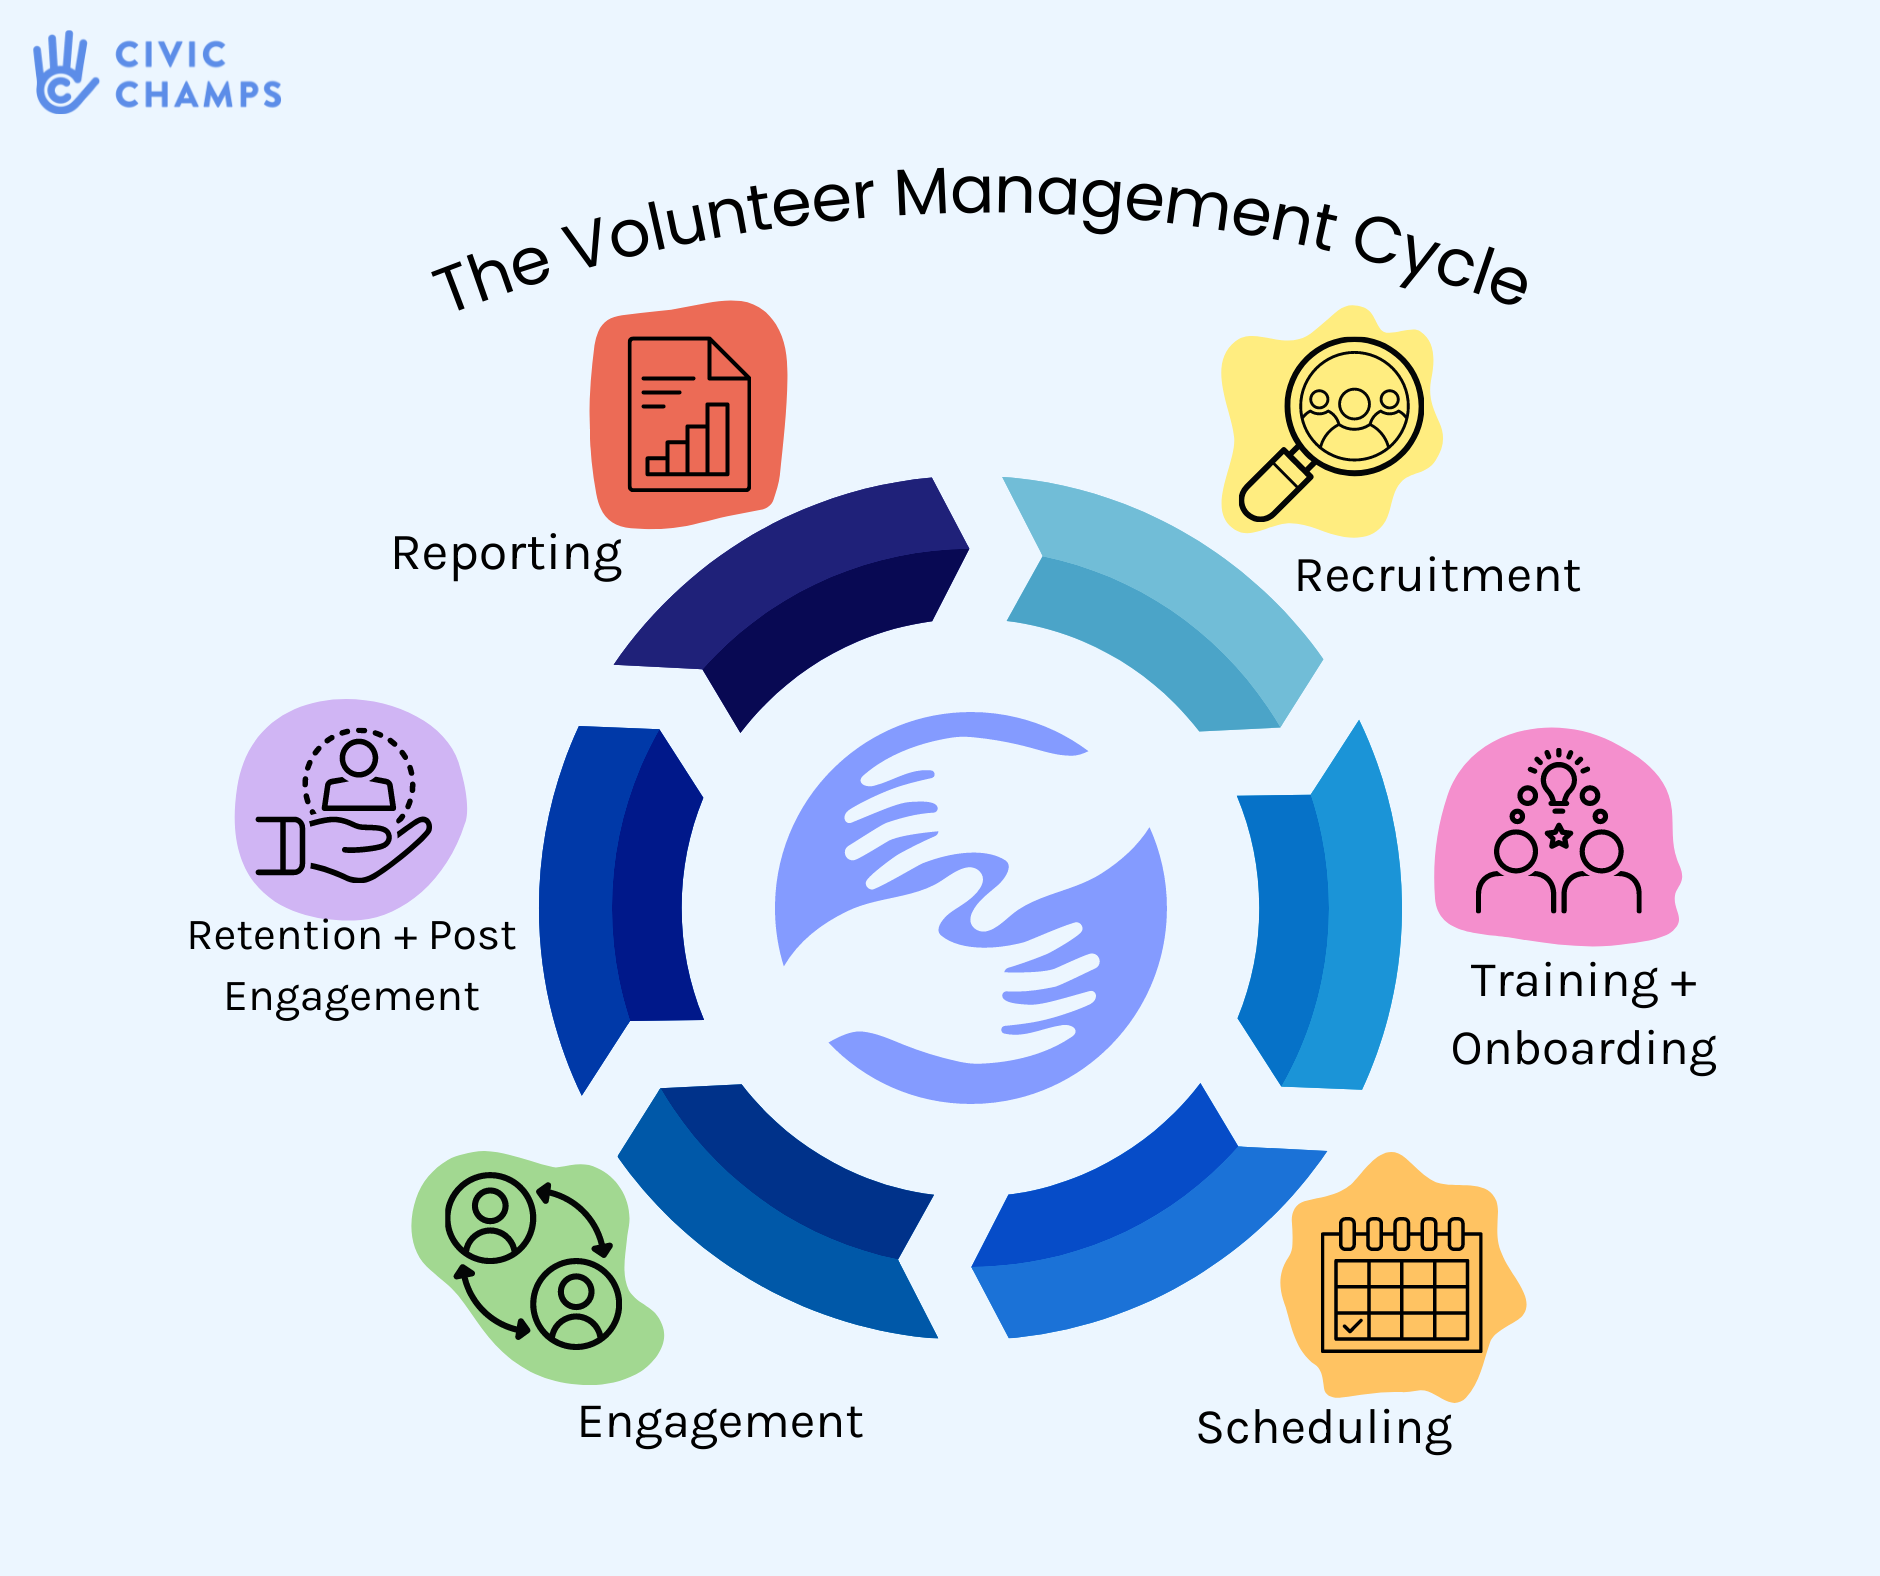 CIVIC
CHAMPS
The Volunteer Management Cycle
Reporting
Recruitment
Retention + Post
Engagement
Training +
Onboarding
Engagement
Scheduling